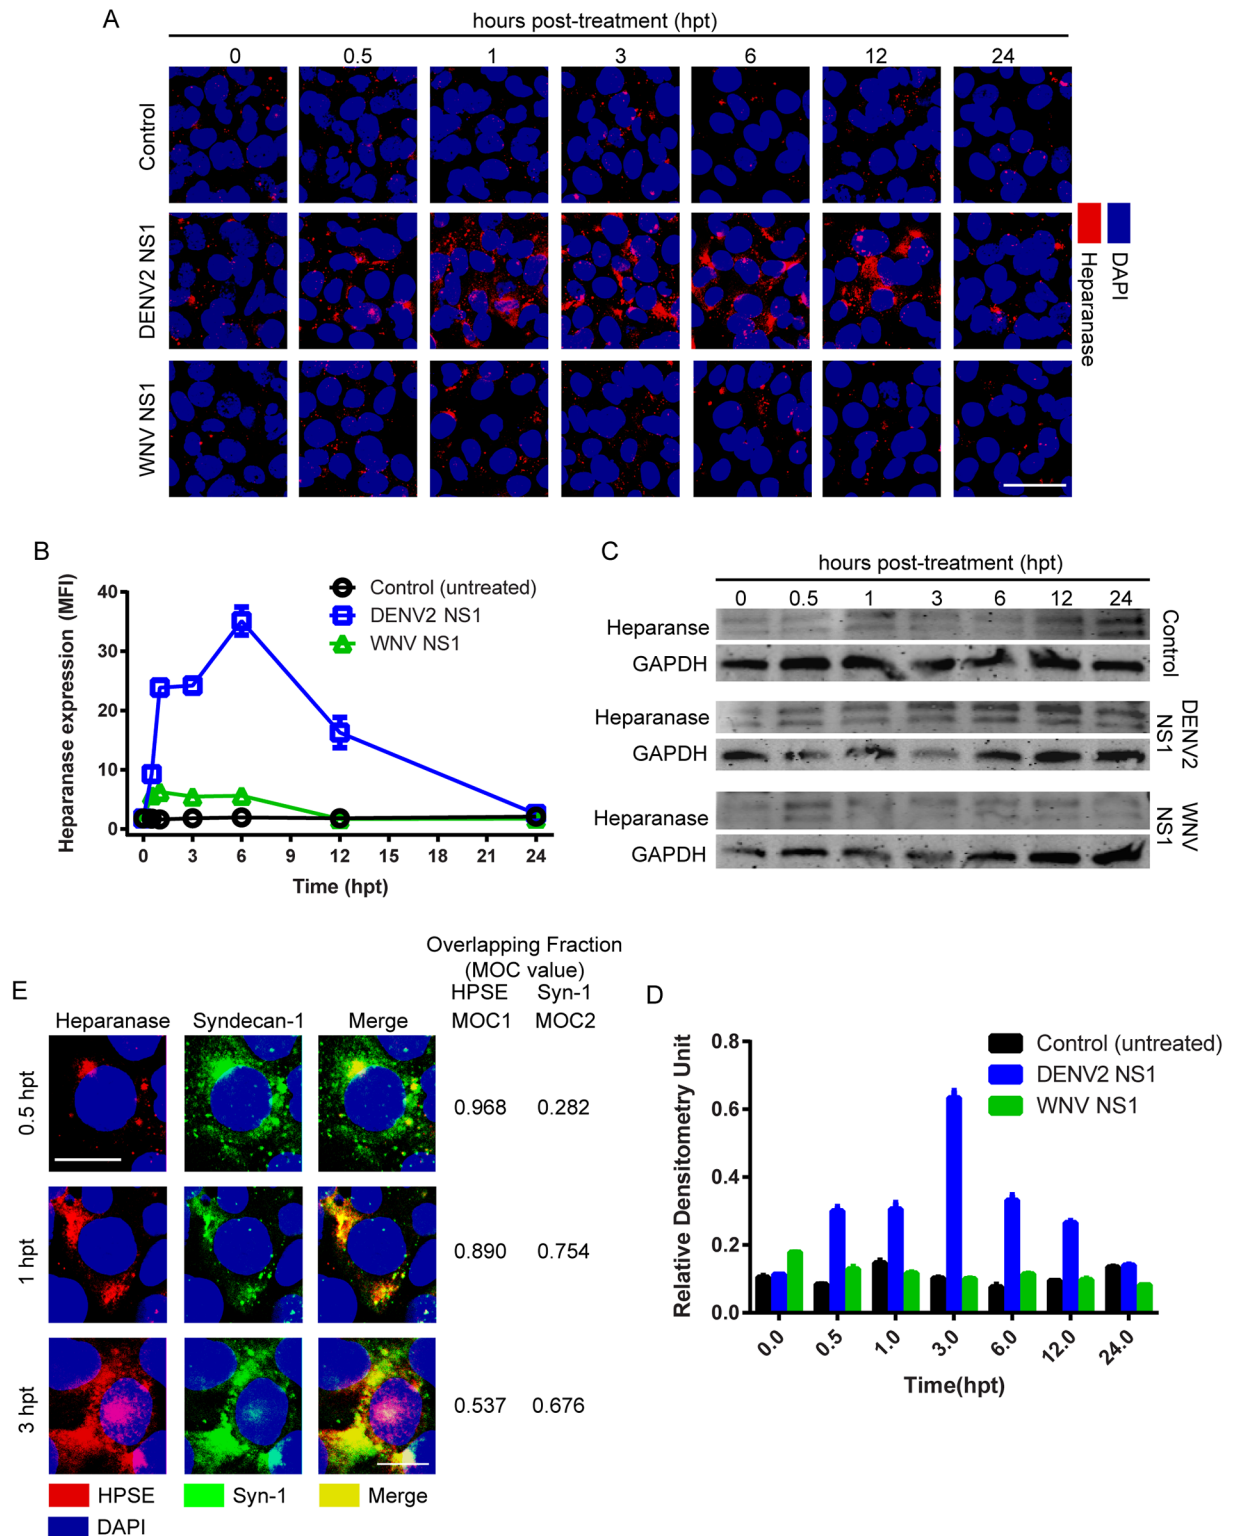 A
hours post-treatment (hpt)
0 0.5 1 3 6 12 24
Control
DENV2 NS1
WNV NS1
Heparanase
DAPI
B
Heparanase expression (MFI)
40
30
20
10
0
0 3 6 9 12 15 18 21 24
Time (hpt)
Control (untreated)
DENV2 NS1
WNV NS1
C
hours post-treatment (hpt)
0 0.5 1 3 6 12 24
Heparanse
GAPDH
Control
Heparanase
GAPDH
DENV2
NS1
Heparanase
GAPDH
WNV
NS1
E
Overlapping Fraction
(MOC value)
HPSE Syn-1
Heparanase Syndecan-1 Merge MOC1 MOC2
0.5 hpt
0.968 0.282
1 hpt
0.890 0.754
3 hpt
0.537 0.676
HPSE Syn-1 Merge
DAPI
D
Relative Densitometry Unit
0.8
0.6
0.4
0.2
0.0
0.0 0.5 1.0 3.0 6.0 12.0 24.0
Time(hpt)
Control (untreated)
DENV2 NS1
WNV NS1